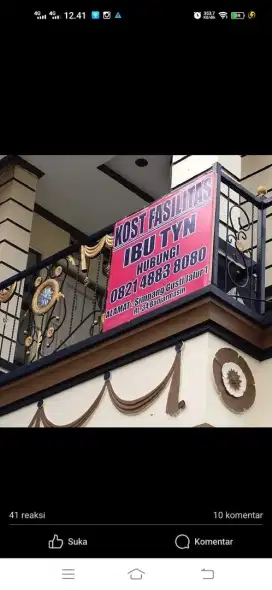 12.41
KOST FASILITAS
IBU TYN
HUBUNGI
0821 4883 8080
ALAMAT : Simpang Gusti Jalur 1
41 reaksi
10 komentar
Suka
Komentar